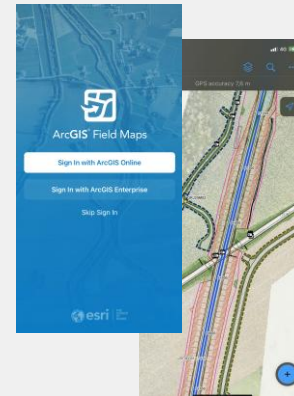 ArcGIS Field Maps
Sign In with ArcGIS Online
Sign In with ArcGIS Enterprise
Skip Sign In
esri
4G
GPS accuracy 7.8 m